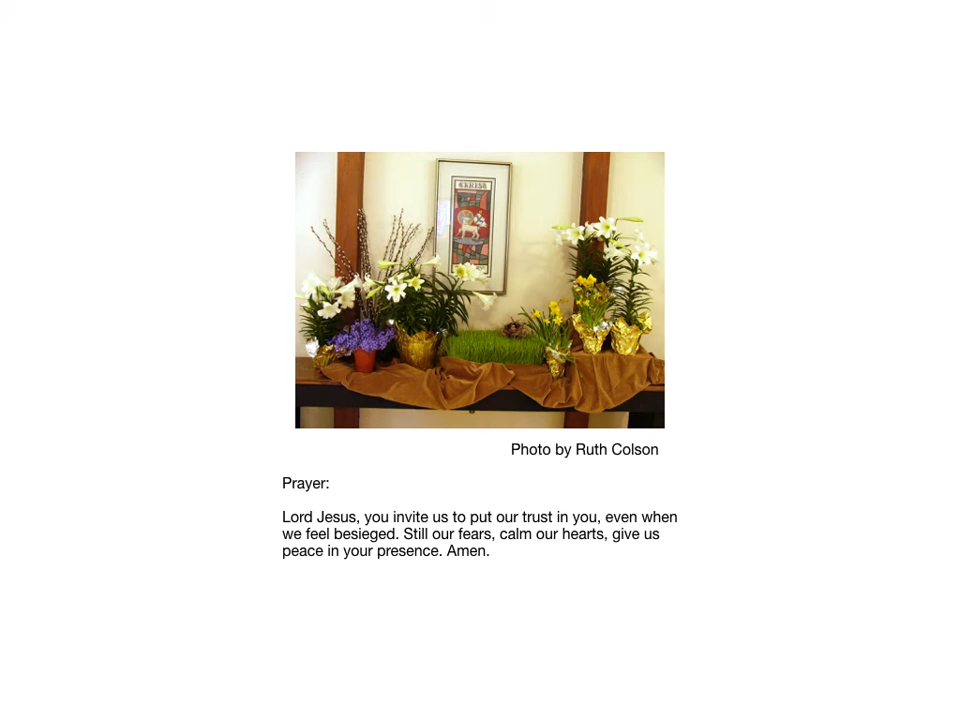 Photo by Ruth Colson
Prayer:
Lord Jesus, you invite us to put our trust in you, even when
we feel besieged. Still our fears, calm our hearts, give us
peace in your presence. Amen.